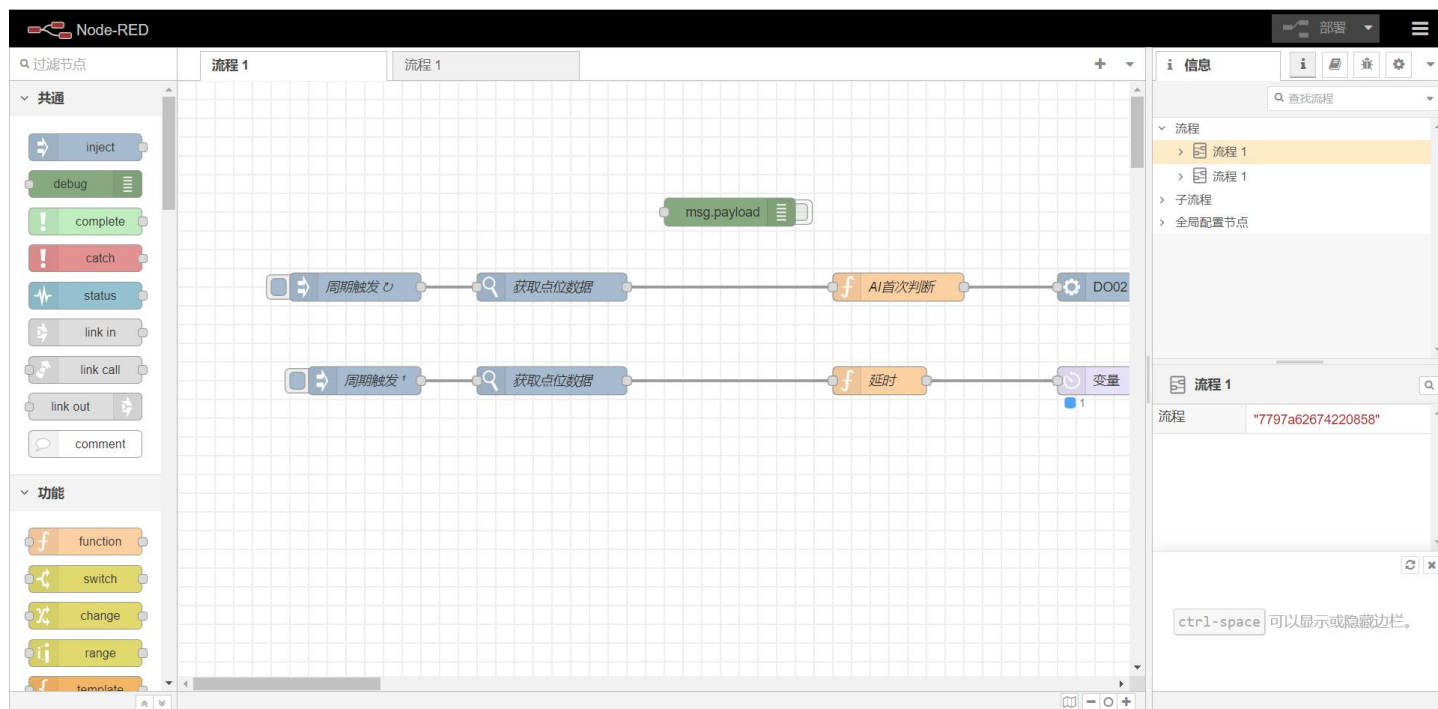 Node-RED
部署
过滤节点
流程 1
流程 1
i 信息
i
查找流程
共通
inject
debug
complete
catch
status
link in
link call
link out
comment
功能
function
switch
change
range
template
msg.payload
周期触发 ↻
获取点位数据
AI首次判断
DO02
周期触发 ¹
获取点位数据
延时
变量
1
流程
流程 1
流程 1
子流程
全局配置节点
流程 1
流程 "7797a62674220858"
ctrl-space 可以显示或隐藏边栏。